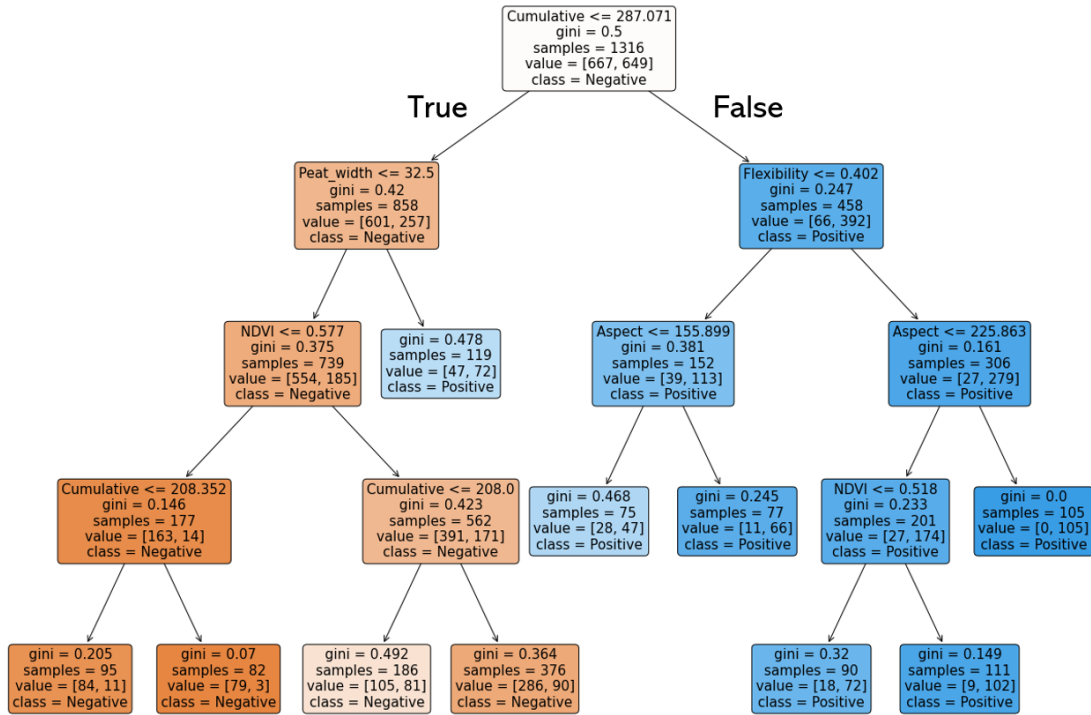 Cumulative <= 287.071
gini = 0.5
samples = 1316
value = [667, 649]
class = Negative
True
False
Peat_width <= 32.5
gini = 0.42
samples = 858
value = [601, 257]
class = Negative
Flexibility <= 0.402
gini = 0.247
samples = 458
value = [66, 392]
class = Positive
NDVI <= 0.577
gini = 0.375
samples = 739
value = [554, 185]
class = Negative
gini = 0.478
samples = 119
value = [47, 72]
class = Positive
Aspect <= 155.899
gini = 0.381
samples = 152
value = [39, 113]
class = Positive
Aspect <= 225.863
gini = 0.161
samples = 306
value = [27, 279]
class = Positive
Cumulative <= 208.352
gini = 0.146
samples = 177
value = [163, 14]
class = Negative
Cumulative <= 208.0
gini = 0.423
samples = 562
value = [391, 171]
class = Negative
gini = 0.468
samples = 75
value = [28, 47]
class = Positive
gini = 0.245
samples = 77
value = [11, 66]
class = Positive
NDVI <= 0.518
gini = 0.233
samples = 201
value = [27, 174]
class = Positive
gini = 0.0
samples = 105
value = [0, 105]
class = Positive
gini = 0.205
samples = 95
value = [84, 11]
class = Negative
gini = 0.07
samples = 82
value = [79, 3]
class = Negative
gini = 0.492
samples = 186
value = [105, 81]
class = Negative
gini = 0.364
samples = 376
value = [286, 90]
class = Negative
gini = 0.32
samples = 90
value = [18, 72]
class = Positive
gini = 0.149
samples = 111
value = [9, 102]
class = Positive